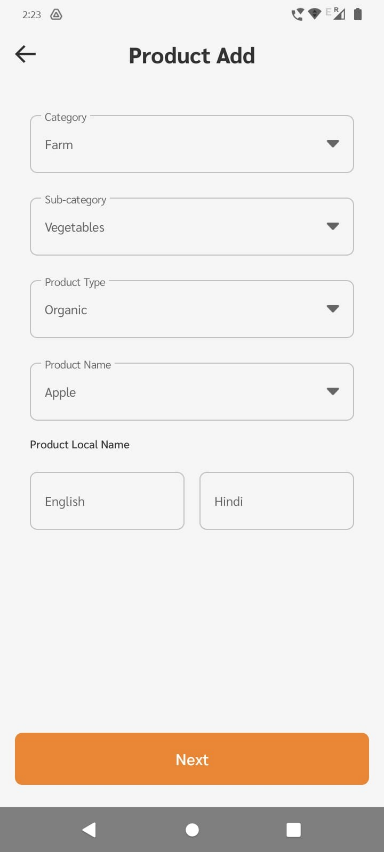 2:23
E R
Product Add
Category
Farm
Sub-category
Vegetables
Product Type
Organic
Product Name
Apple
Product Local Name
English
Hindi
Next